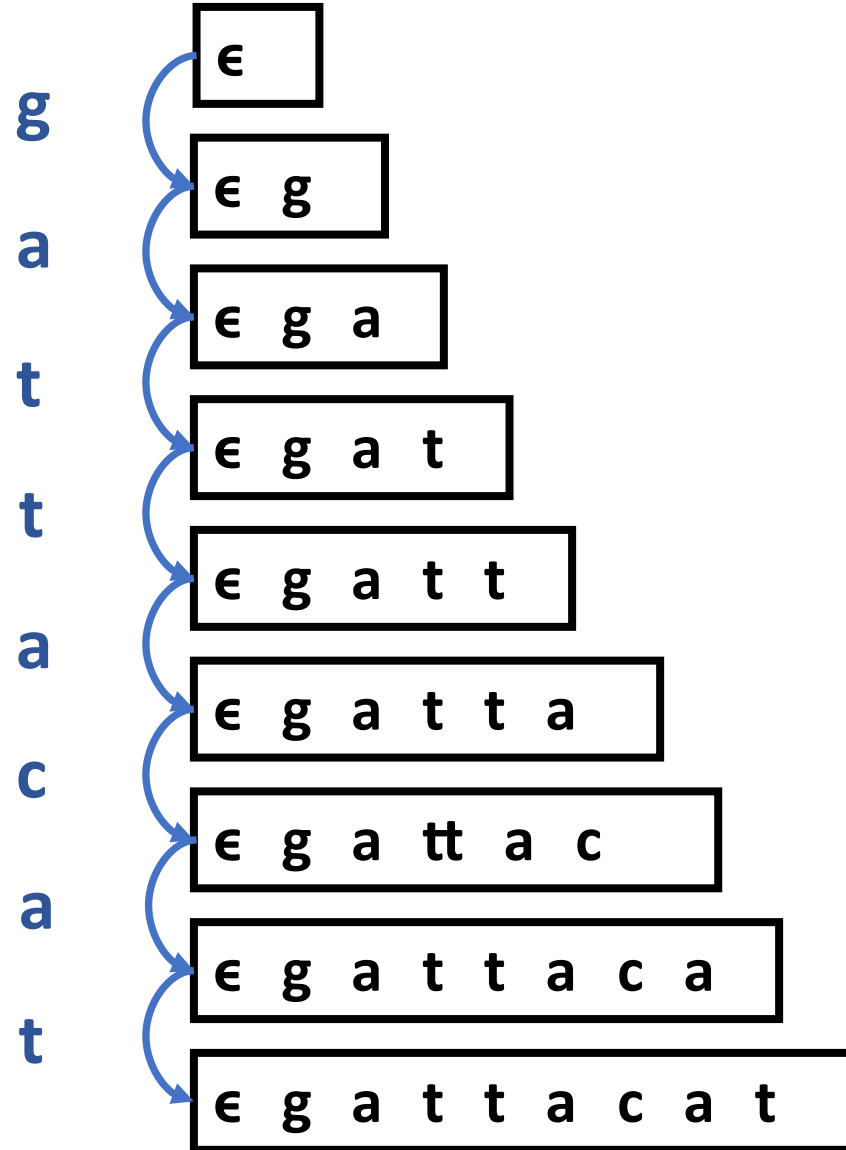 ϵ
g
ϵ g
a
ϵ g a
t
ϵ g a t
t
ϵ g a t t
a
ϵ g a t t a
c
ϵ g a tt a c
a
ϵ g a t t a c a
t
ϵ g a t t a c a t